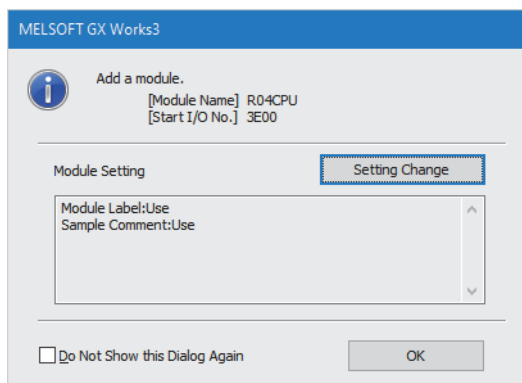 MELSOFT GX Works3
Add a module.
[Module Name] R04CPU
[Start I/O No.] 3E00
Module Setting
Setting Change
Module Label:Use
Sample Comment:Use
Do Not Show this Dialog Again
OK